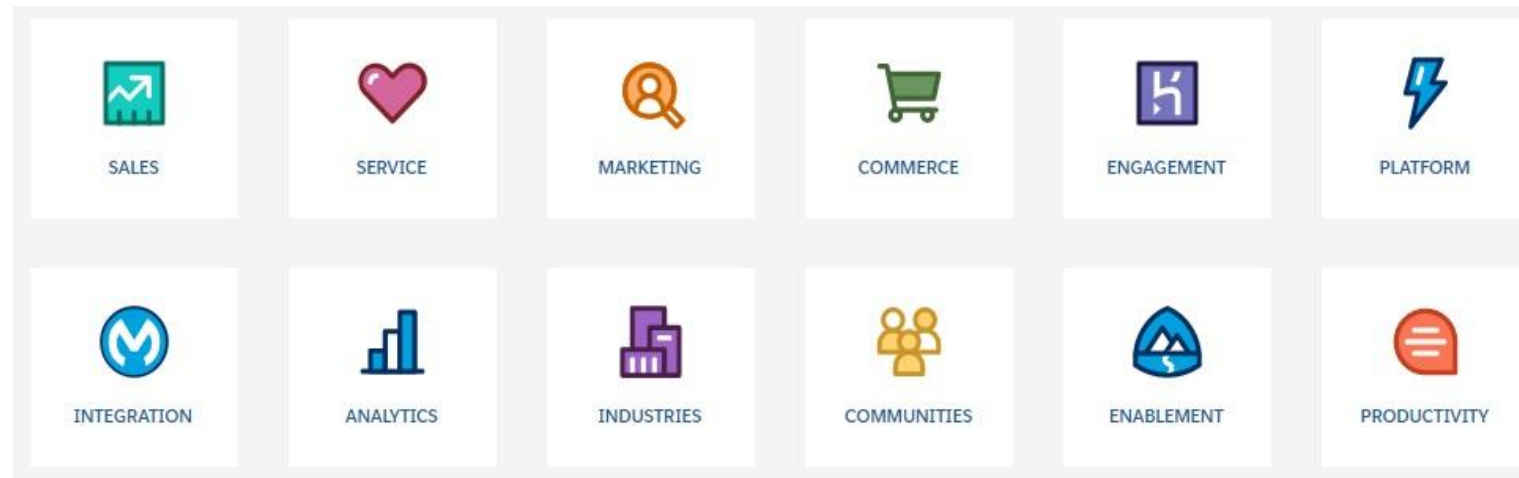 SALES
SERVICE
MARKETING
COMMERCE
ENGAGEMENT
PLATFORM
INTEGRATION
ANALYTICS
INDUSTRIES
COMMUNITIES
ENABLEMENT
PRODUCTIVITY